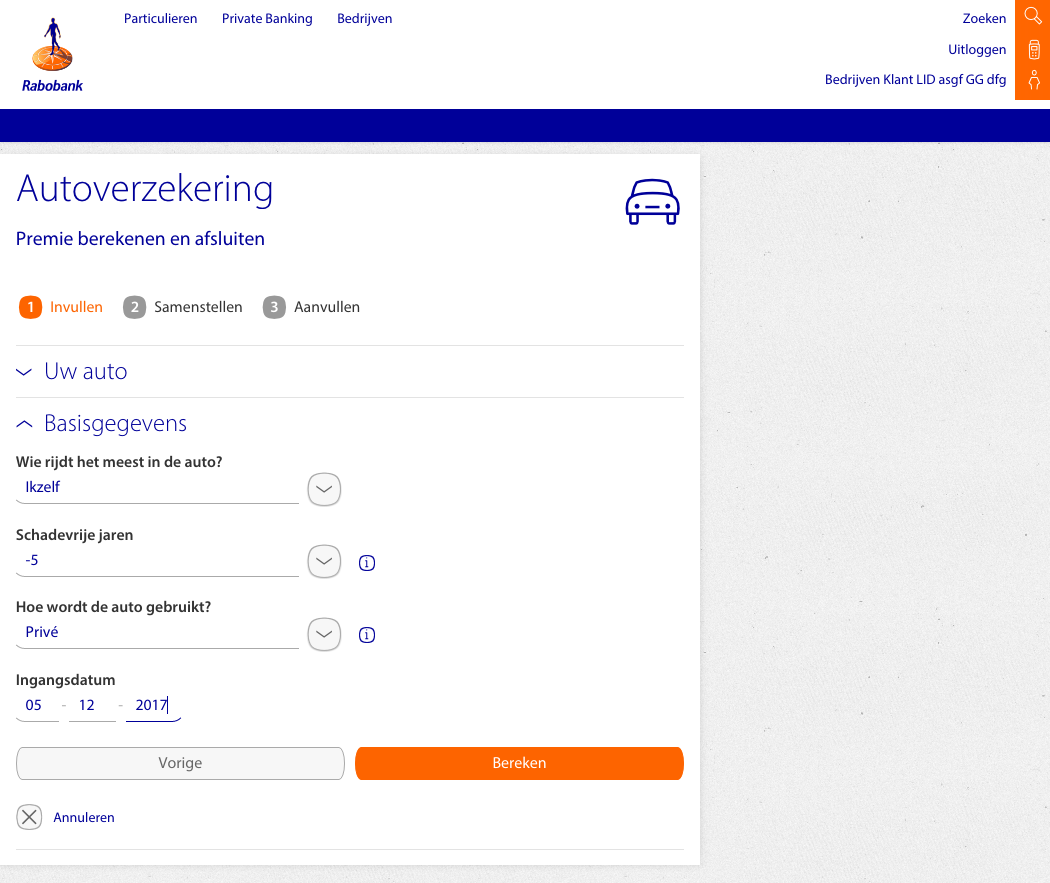 Particulieren Private Banking Bedrijven
Zoeken
Uitloggen
Bedrijven Klant LID asgf GG dfg
Rabobank
Autoverzekering
Premie berekenen en afsluiten
1 Invullen 2 Samenstellen 3 Aanvullen
Uw auto
Basisgegevens
Wie rijdt het meest in de auto?
Ikzelf
Schadevrije jaren
-5
i
Hoe wordt de auto gebruikt?
Privé
i
Ingangsdatum
05 - 12 - 2017
Vorige Bereken
Annuleren